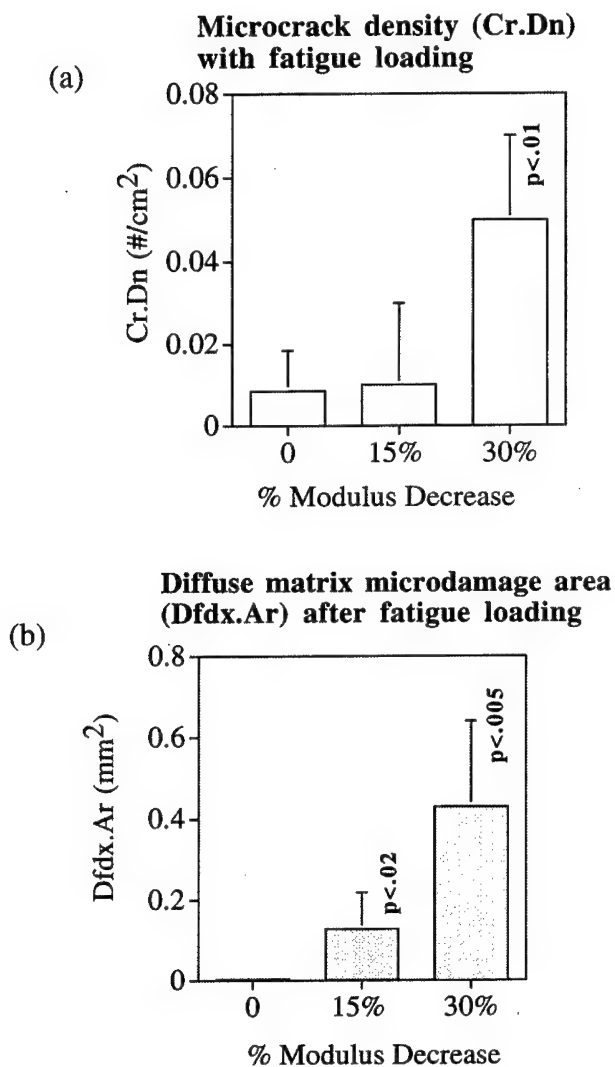 Microcrack density (Cr.Dn)
with fatigue loading
(a)
0.08
0.06
0.04
0.02
0
Cr.Dn (#/cm²)
p<.01
0 15% 30%
% Modulus Decrease
Diffuse matrix microdamage area
(Dfdx.Ar) after fatigue loading
(b)
0.8
0.6
0.4
0.2
0
Dfdx.Ar (mm²)
p<.02
p<.005
0 15% 30%
% Modulus Decrease